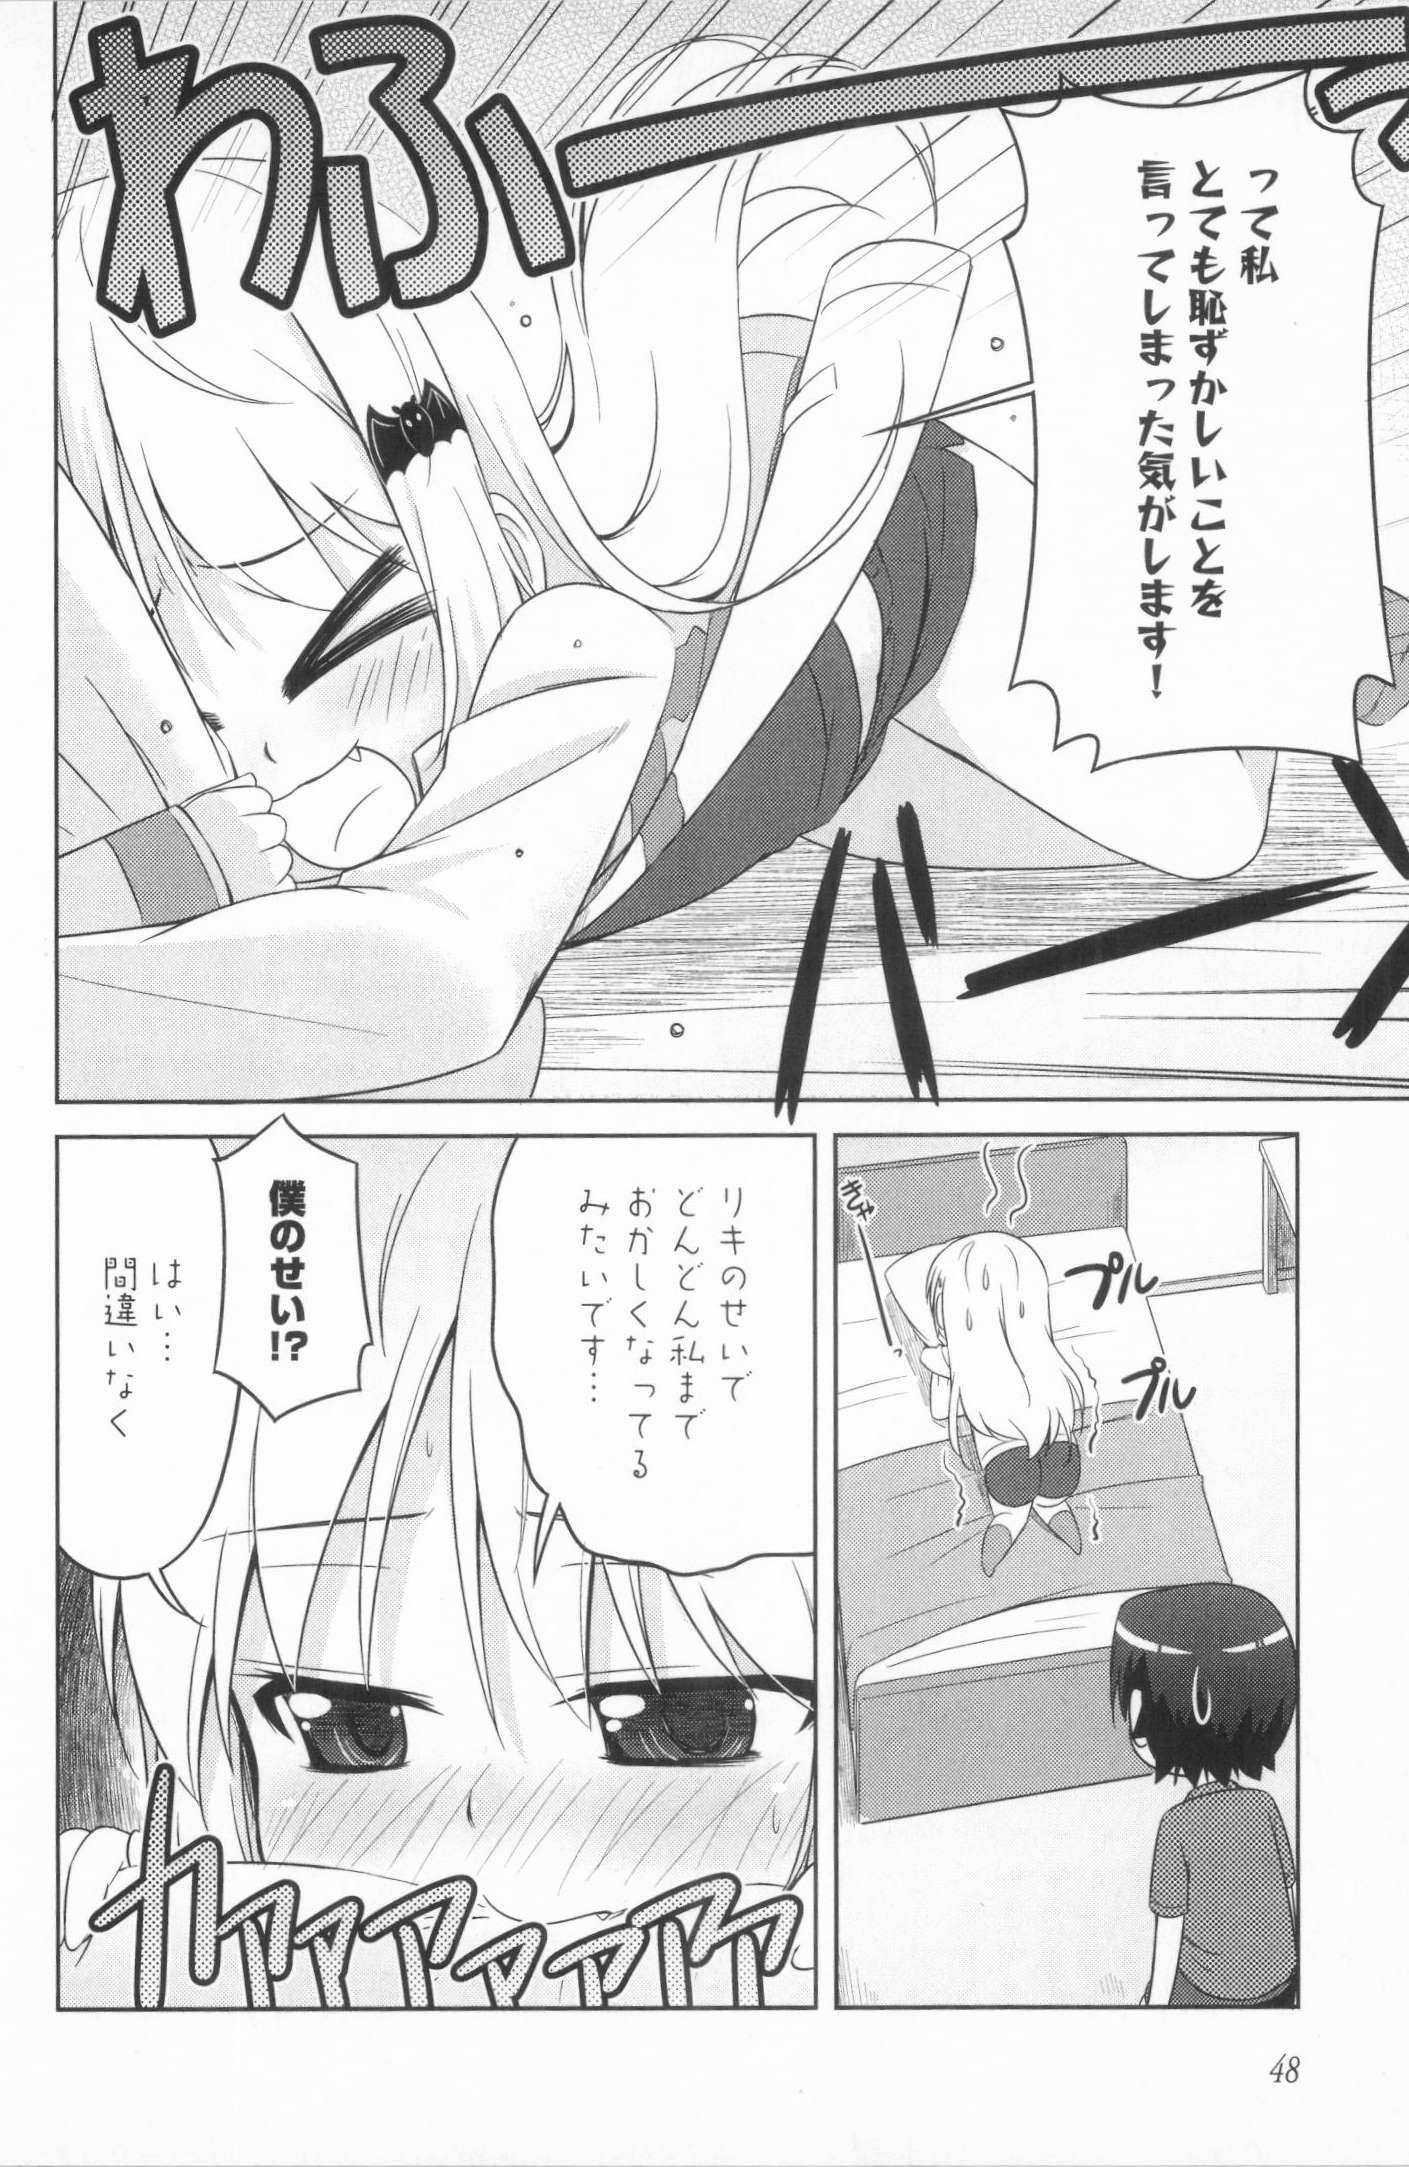 って私
とても恥ずかしいことを
言ってしまった気がします!
わふーっ
きゃーっ
プル
プル
リキのせいで
どんどん私まで
おかしくなってる
みたいです…
僕のせい!?
はい…
間違いなく
カァァァァァァァ
48